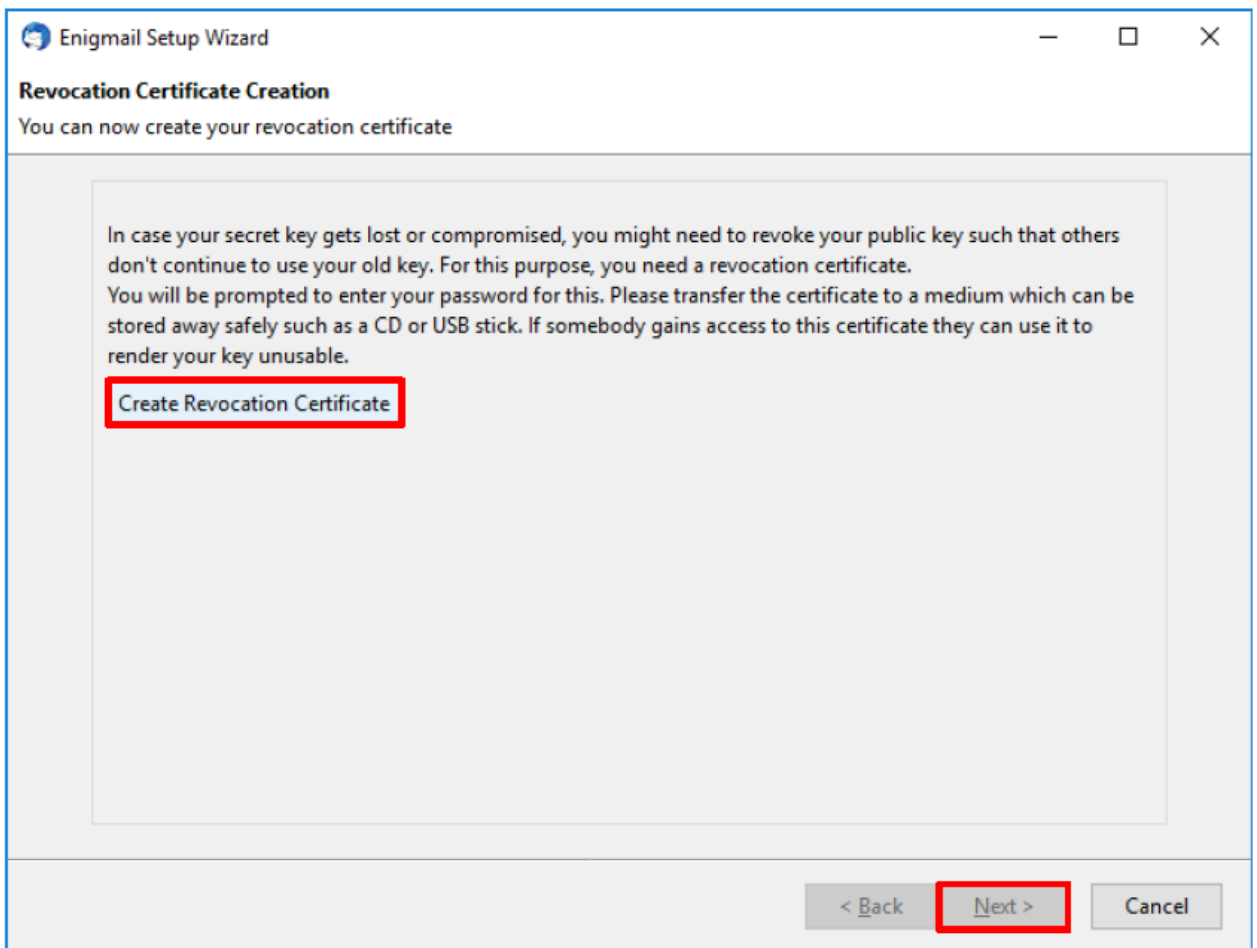 Enigmail Setup Wizard
Revocation Certificate Creation
You can now create your revocation certificate
In case your secret key gets lost or compromised, you might need to revoke your public key such that others
don't continue to use your old key. For this purpose, you need a revocation certificate.
You will be prompted to enter your password for this. Please transfer the certificate to a medium which can be
stored away safely such as a CD or USB stick. If somebody gains access to this certificate they can use it to
render your key unusable.
Create Revocation Certificate
< Back Next > Cancel